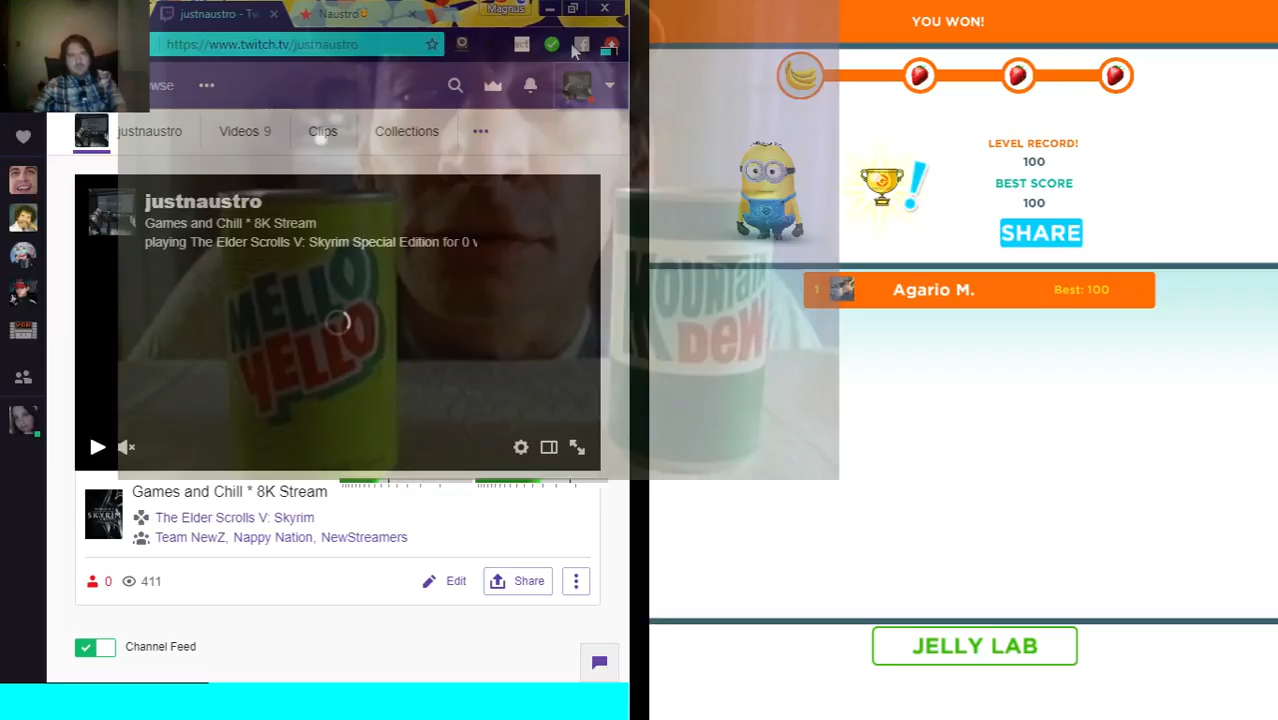 justnaustro - Tw
Naustro
Magnus
https://www.twitch.tv/justnaustro
wse
justnaustro
Videos 9
Clips
Collections
justnaustro
Games and Chill * 8K Stream
playing The Elder Scrolls V: Skyrim Special Edition for 0 v
MELLO
YELLO
MOUNTAIN
DEW
Games and Chill * 8K Stream
SKYRIM
The Elder Scrolls V: Skyrim
Team NewZ, Nappy Nation, NewStreamers
0
411
Edit
Share
Channel Feed
YOU WON!
LEVEL RECORD!
100
BEST SCORE
100
SHARE
1
Agario M.
Best: 100
JELLY LAB